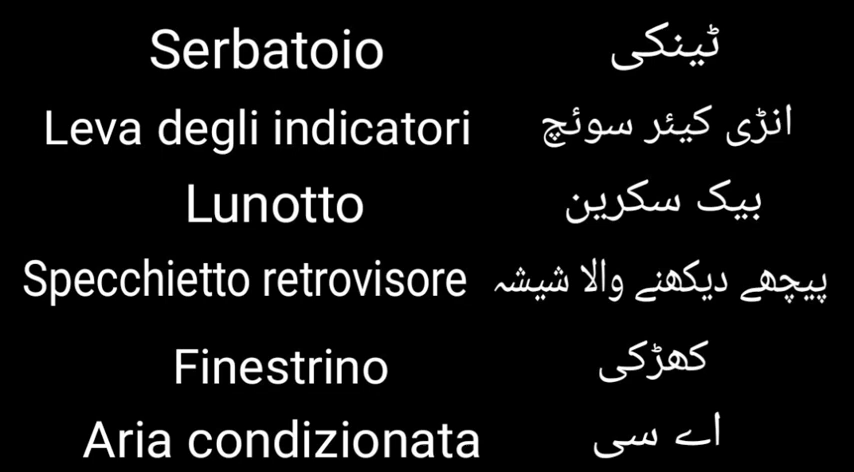 Serbatoio ٹینکی
Leva degli indicatori انڑی کیئر سوئچ
Lunotto بیک سکرین
Specchietto retrovisore پیچھے دیکھنے والا شیشہ
Finestrino کھڑکی
Aria condizionata اے سی